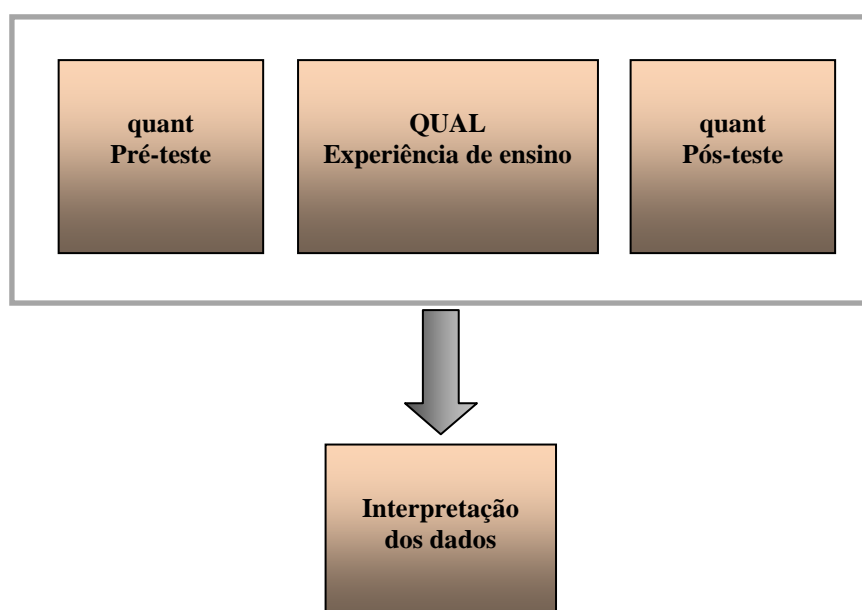 quant
Pré-teste
QUAL
Experiência de ensino
quant
Pós-teste
Interpretação
dos dados